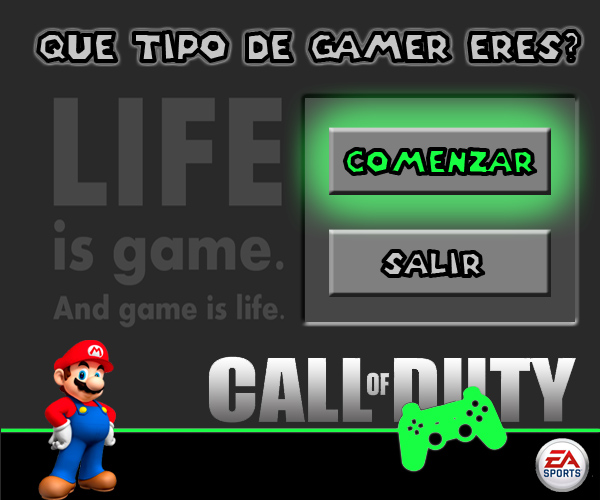 QUE TIPO DE GAMER ERES?
LIFE
is game.
And game is life.
COMENZAR
SALIR
M
CALL OF DUTY
EA
SPORTS